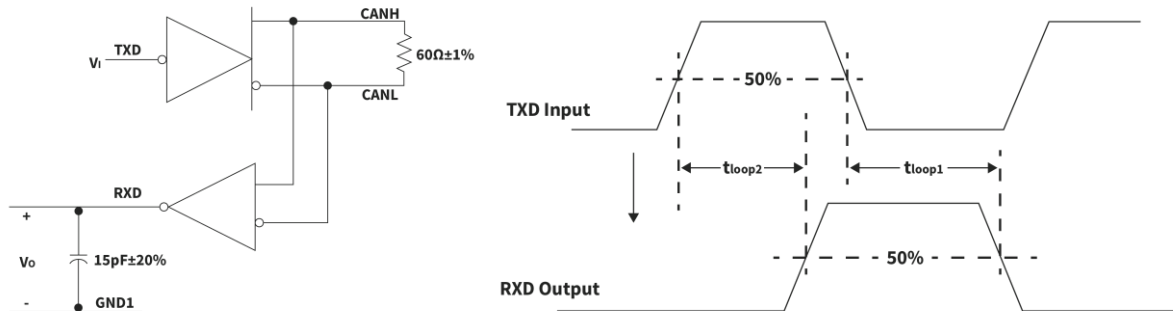 CANH
TXD
VI
60Ω±1%
CANL
RXD
+
VO
15pF±20%
-
GND1
50%
TXD Input
tloop2
tloop1
50%
RXD Output